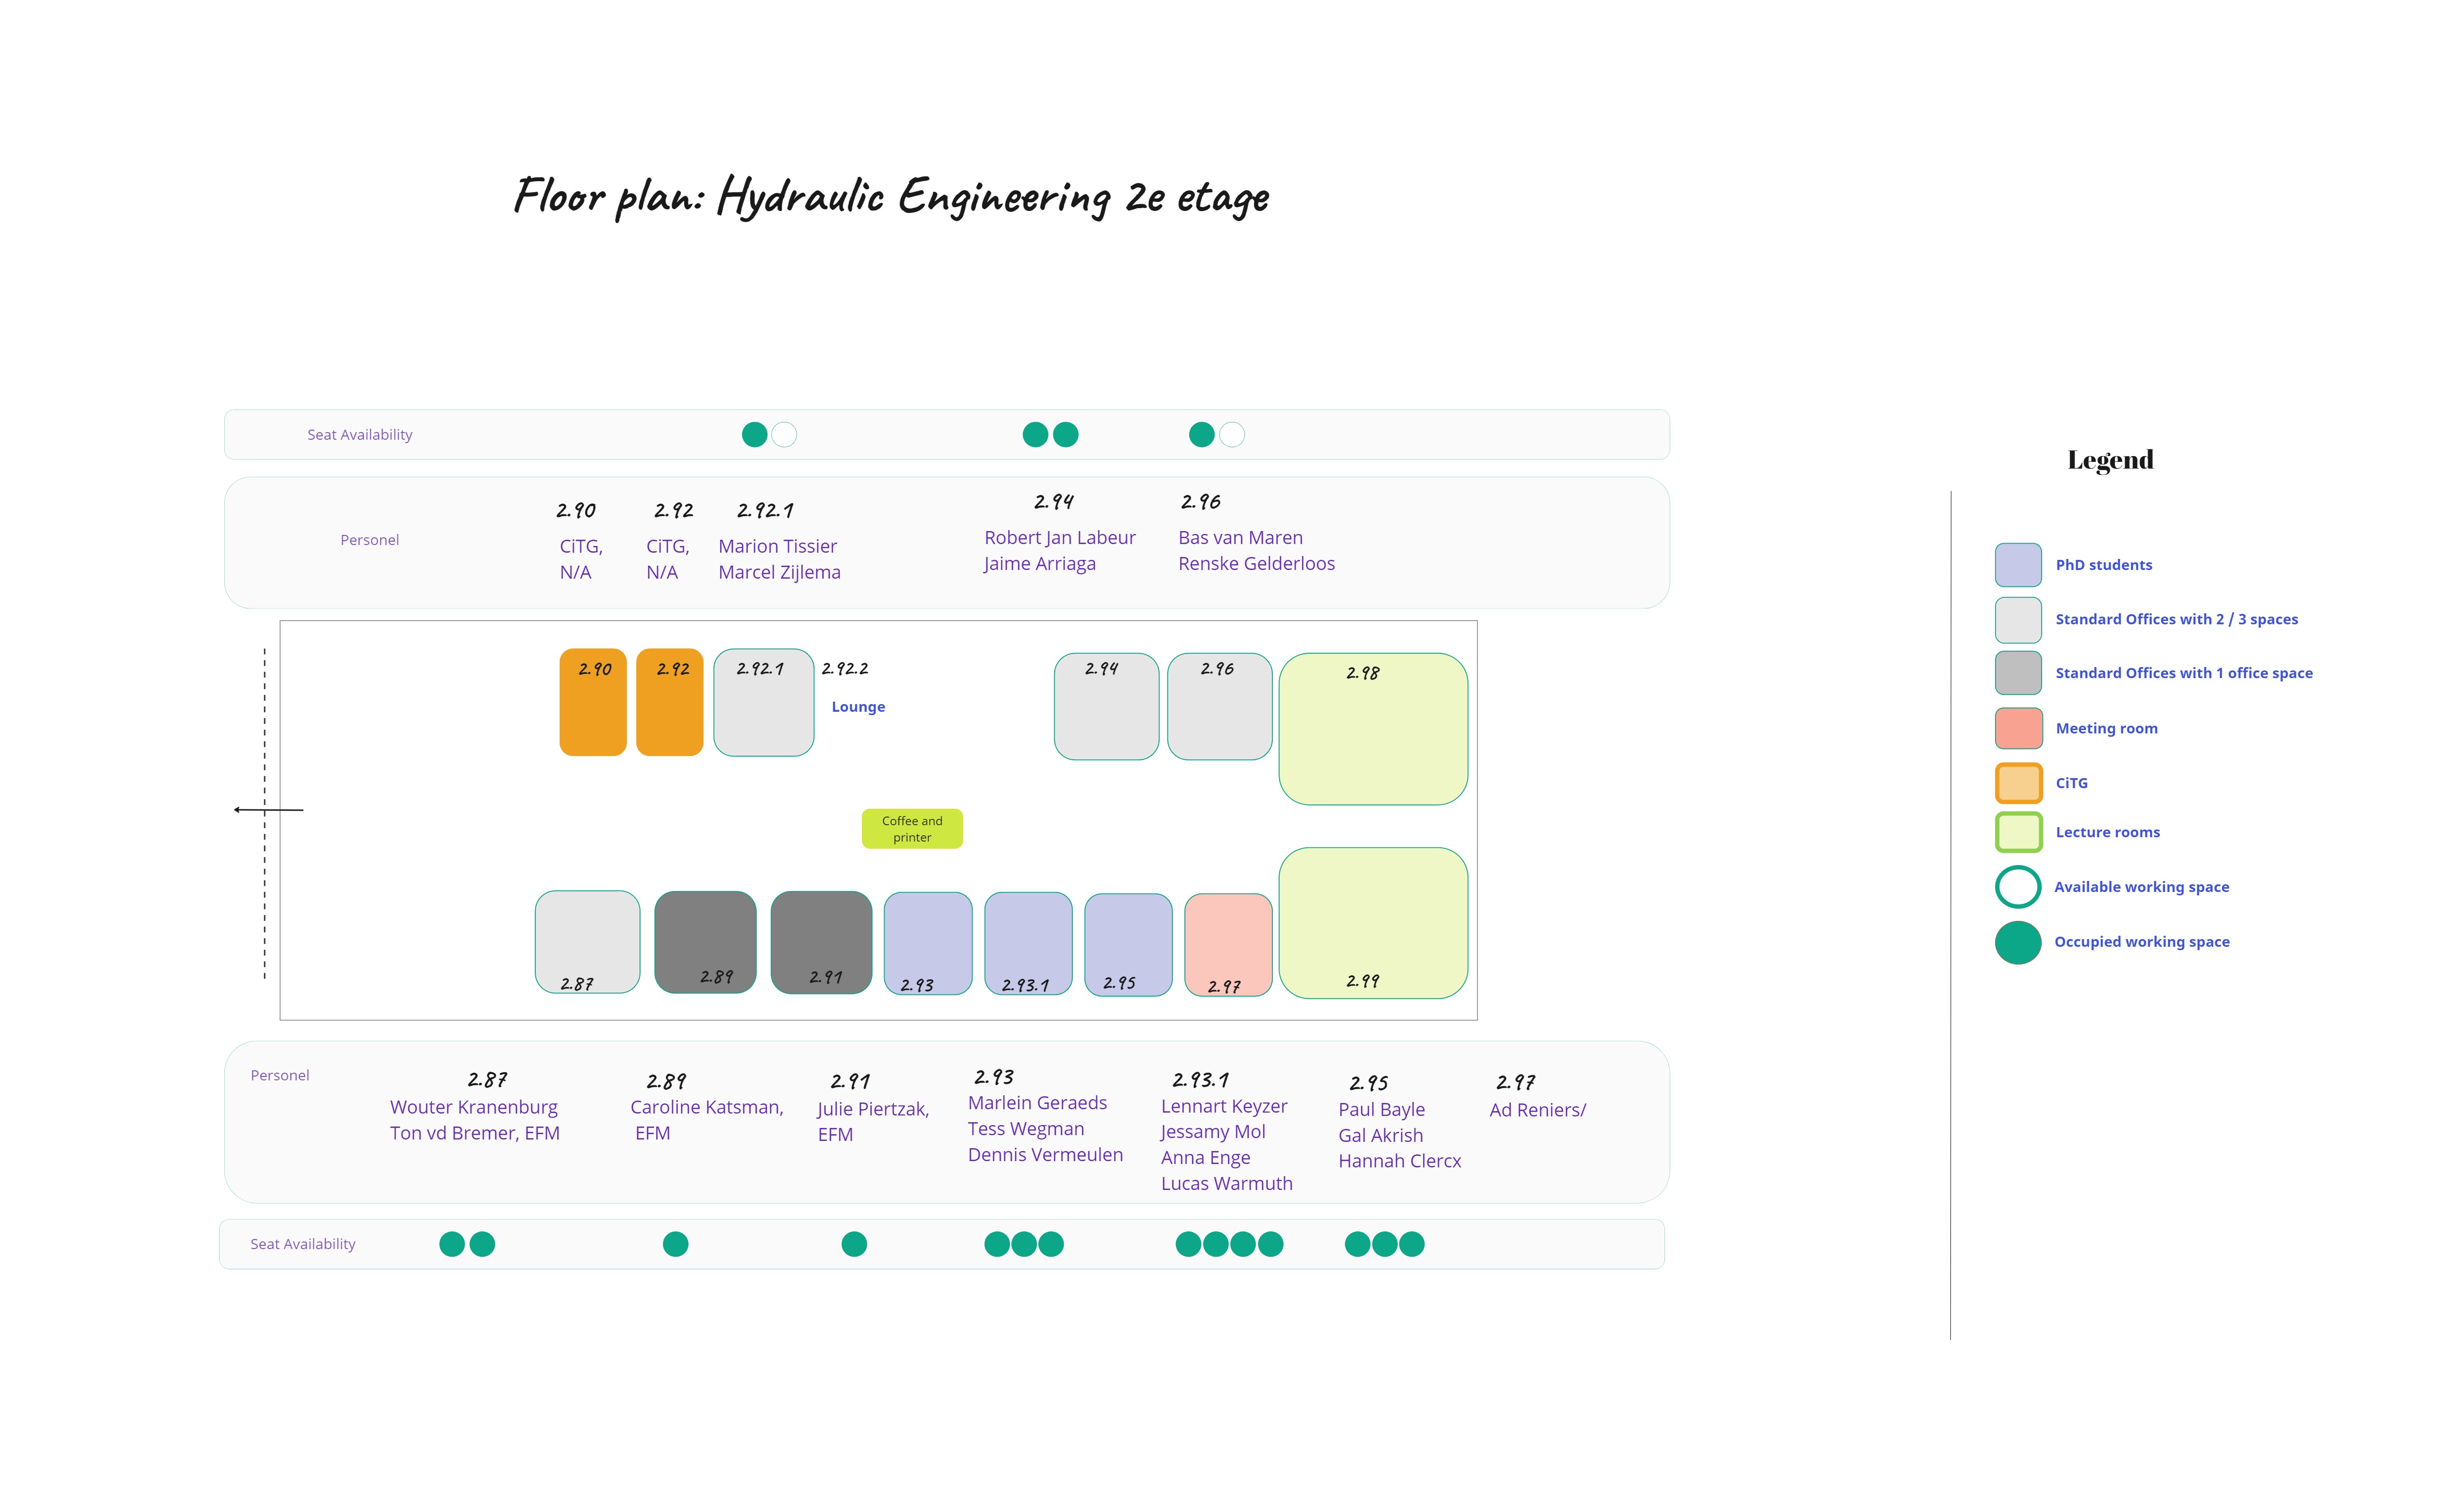 Floor plan: Hydraulic Engineering 2e etage
Seat Availability
Legend
Personel
2.90
CiTG,
N/A
2.92
CiTG,
N/A
2.92.1
Marion Tissier
Marcel Zijlema
2.94
Robert Jan Labeur
Jaime Arriaga
2.96
Bas van Maren
Renske Gelderloos
2.90
2.92
2.92.1
2.92.2
Lounge
2.94
2.96
2.98
Coffee and
printer
2.87
2.89
2.91
2.93
2.93.1
2.95
2.97
2.99
Personel
2.87
Wouter Kranenburg
Ton vd Bremer, EFM
2.89
Caroline Katsman,
EFM
2.91
Julie Piertzak,
EFM
2.93
Marlein Geraeds
Tess Wegman
Dennis Vermeulen
2.93.1
Lennart Keyzer
Jessamy Mol
Anna Enge
Lucas Warmuth
2.95
Paul Bayle
Gal Akrish
Hannah Clercx
2.97
Ad Reniers/
Seat Availability
PhD students
Standard Offices with 2 / 3 spaces
Standard Offices with 1 office space
Meeting room
CiTG
Lecture rooms
Available working space
Occupied working space